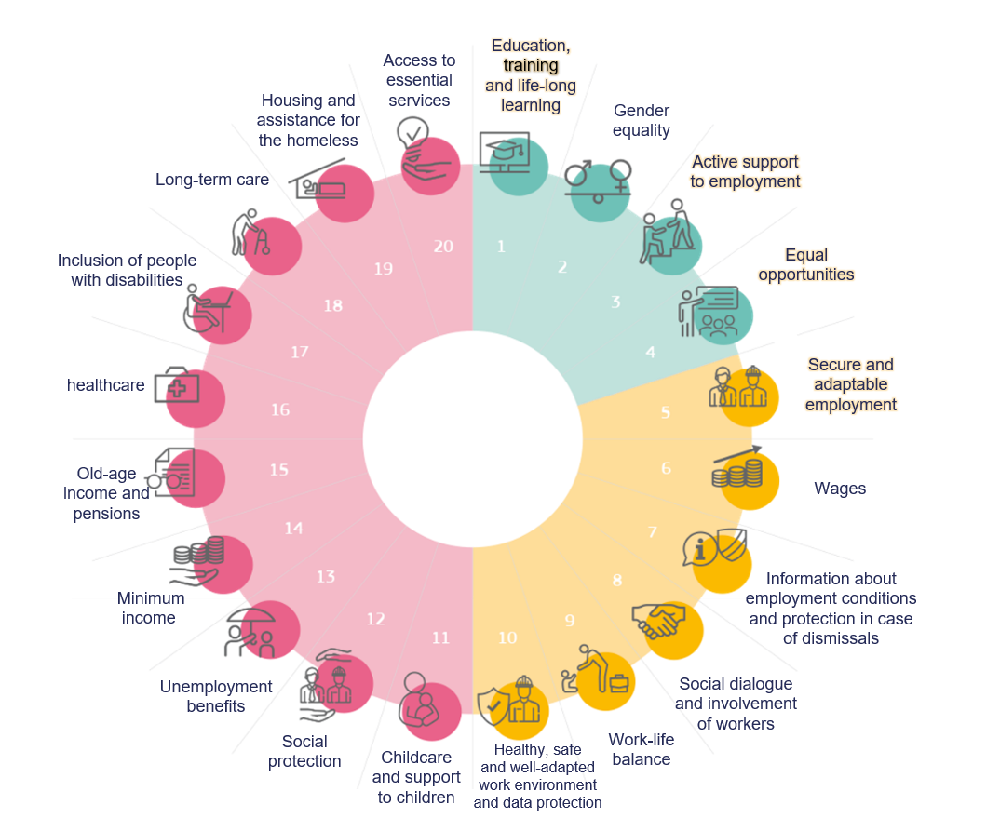 Education,
training
and life-long
learning
1
Gender
equality
2
Active support
to employment
3
Equal
opportunities
4
Secure and
adaptable
employment
5
Wages
6
Information about
employment conditions
and protection in case
of dismissals
7
Social dialogue
and involvement
of workers
8
Work-life
balance
9
Healthy, safe
and well-adapted
work environment
and data protection
10
Childcare
and support
to children
11
Social
protection
12
Unemployment
benefits
13
Minimum
income
14
Old-age
income and
pensions
15
healthcare
16
Inclusion of people
with disabilities
17
Long-term care
18
Housing and
assistance for
the homeless
19
Access to
essential
services
20